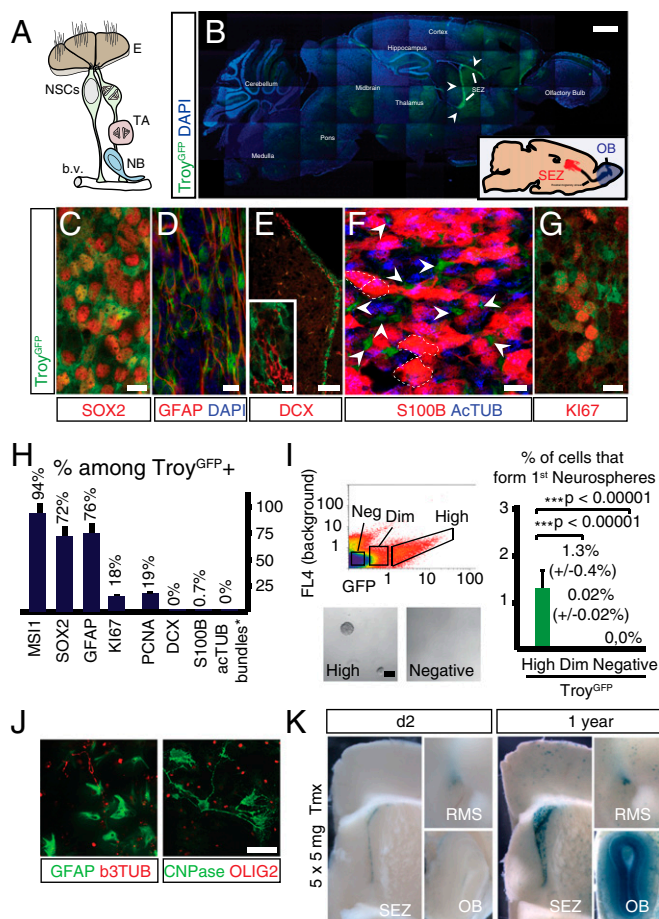 A
E
NSCs
TA
NB
b.v.
B
Troy^GFP DAPI
Cortex
Hippocampus
Cerebellum
Midbrain
SEZ
Olfactory Bulb
Thalamus
Pons
Medulla
OB
SEZ
Troy^GFP
C
D
E
F
G
SOX2
GFAP DAPI
DCX
S100B AcTUB
KI67
H
% among Troy^GFP+
94%
72%
76%
18%
19%
0%
0.7%
0%
100
75
50
25
MSI1
SOX2
GFAP
KI67
PCNA
DCX
S100B
acTUB
bundles*
I
FL4 (background)
100
10
1
0
Neg
Dim
High
GFP
1
10
100
High
Negative
% of cells that
form 1st Neurospheres
3
2
1
***p < 0.00001
***p < 0.00001
1.3%
(+/-0.4%)
0.02%
(+/-0.02%)
0,0%
High Dim Negative
Troy^GFP
J
GFAP b3TUB
CNPase OLIG2
K
d2
1 year
5 x 5 mg Tmx
SEZ
RMS
OB
SEZ
RMS
OB